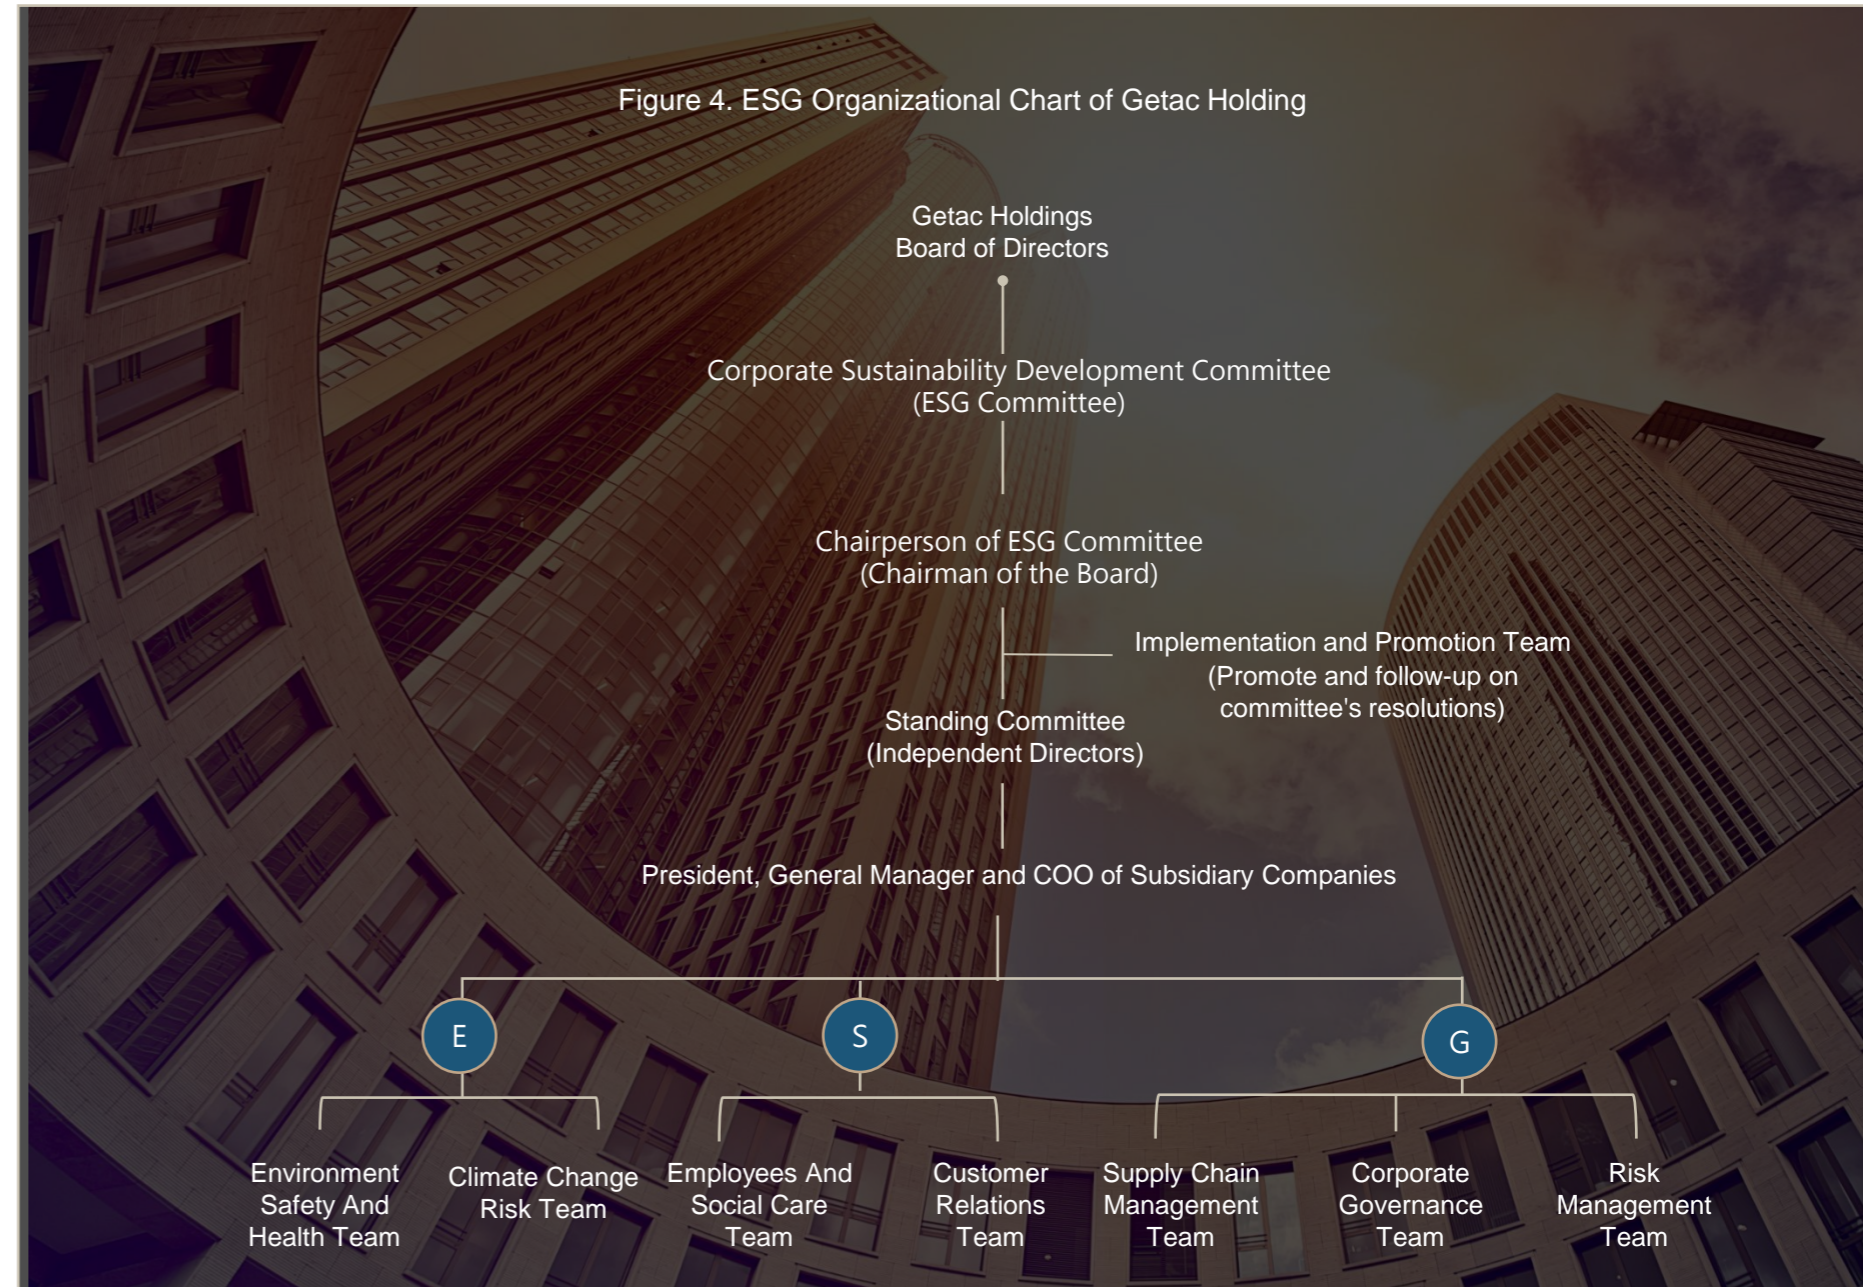 Figure 4. ESG Organizational Chart of Getac Holding
Getac Holdings
Board of Directors
Corporate Sustainability Development Committee
(ESG Committee)
Chairperson of ESG Committee
(Chairman of the Board)
Implementation and Promotion Team
(Promote and follow-up on
committee's resolutions)
Standing Committee
(Independent Directors)
President, General Manager and COO of Subsidiary Companies
E
S
G
Environment
Safety And
Health Team
Climate Change
Risk Team
Employees And
Social Care
Team
Customer
Relations
Team
Supply Chain
Management
Team
Corporate
Governance
Team
Risk
Management
Team